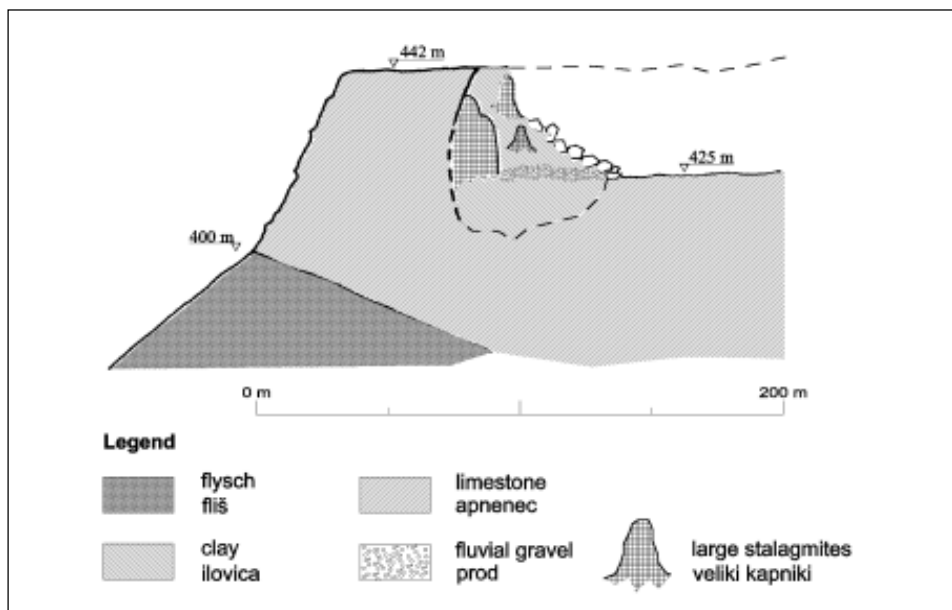 442 m
425 m
400 m
0 m
200 m
Legend
flysch
fliš
limestone
apnenec
clay
ilovica
fluvial gravel
prod
large stalagmites
veliki kapniki